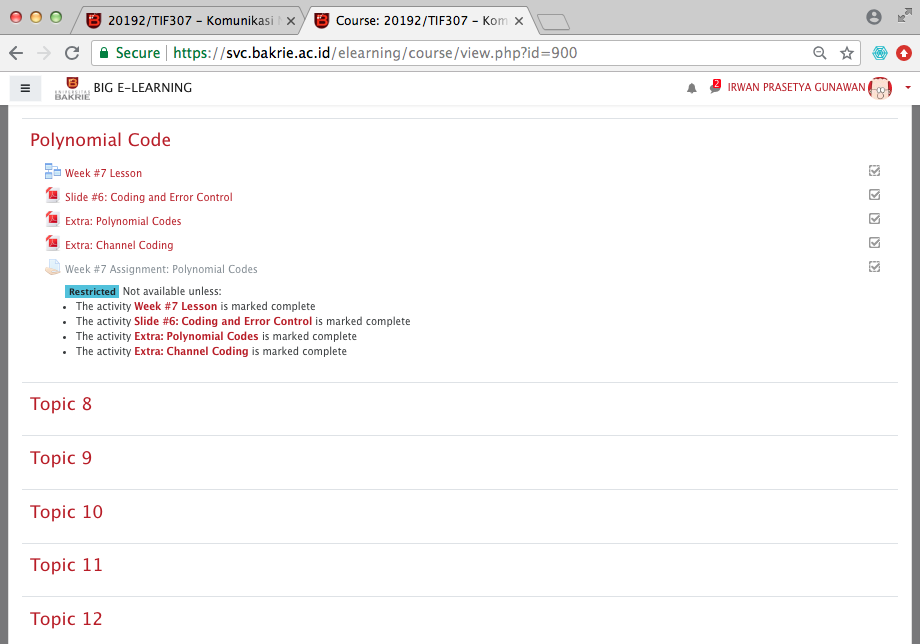 20192/TIF307 – Komunikasi
Course: 20192/TIF307 – Kom
Secure
https://svc.bakrie.ac.id/elearning/course/view.php?id=900
UNIVERSITAS
BAKRIE
BIG E-LEARNING
2
IRWAN PRASETYA GUNAWAN
Polynomial Code
Week #7 Lesson
Slide #6: Coding and Error Control
Extra: Polynomial Codes
Extra: Channel Coding
Week #7 Assignment: Polynomial Codes
Restricted Not available unless:
• The activity Week #7 Lesson is marked complete
• The activity Slide #6: Coding and Error Control is marked complete
• The activity Extra: Polynomial Codes is marked complete
• The activity Extra: Channel Coding is marked complete
Topic 8
Topic 9
Topic 10
Topic 11
Topic 12